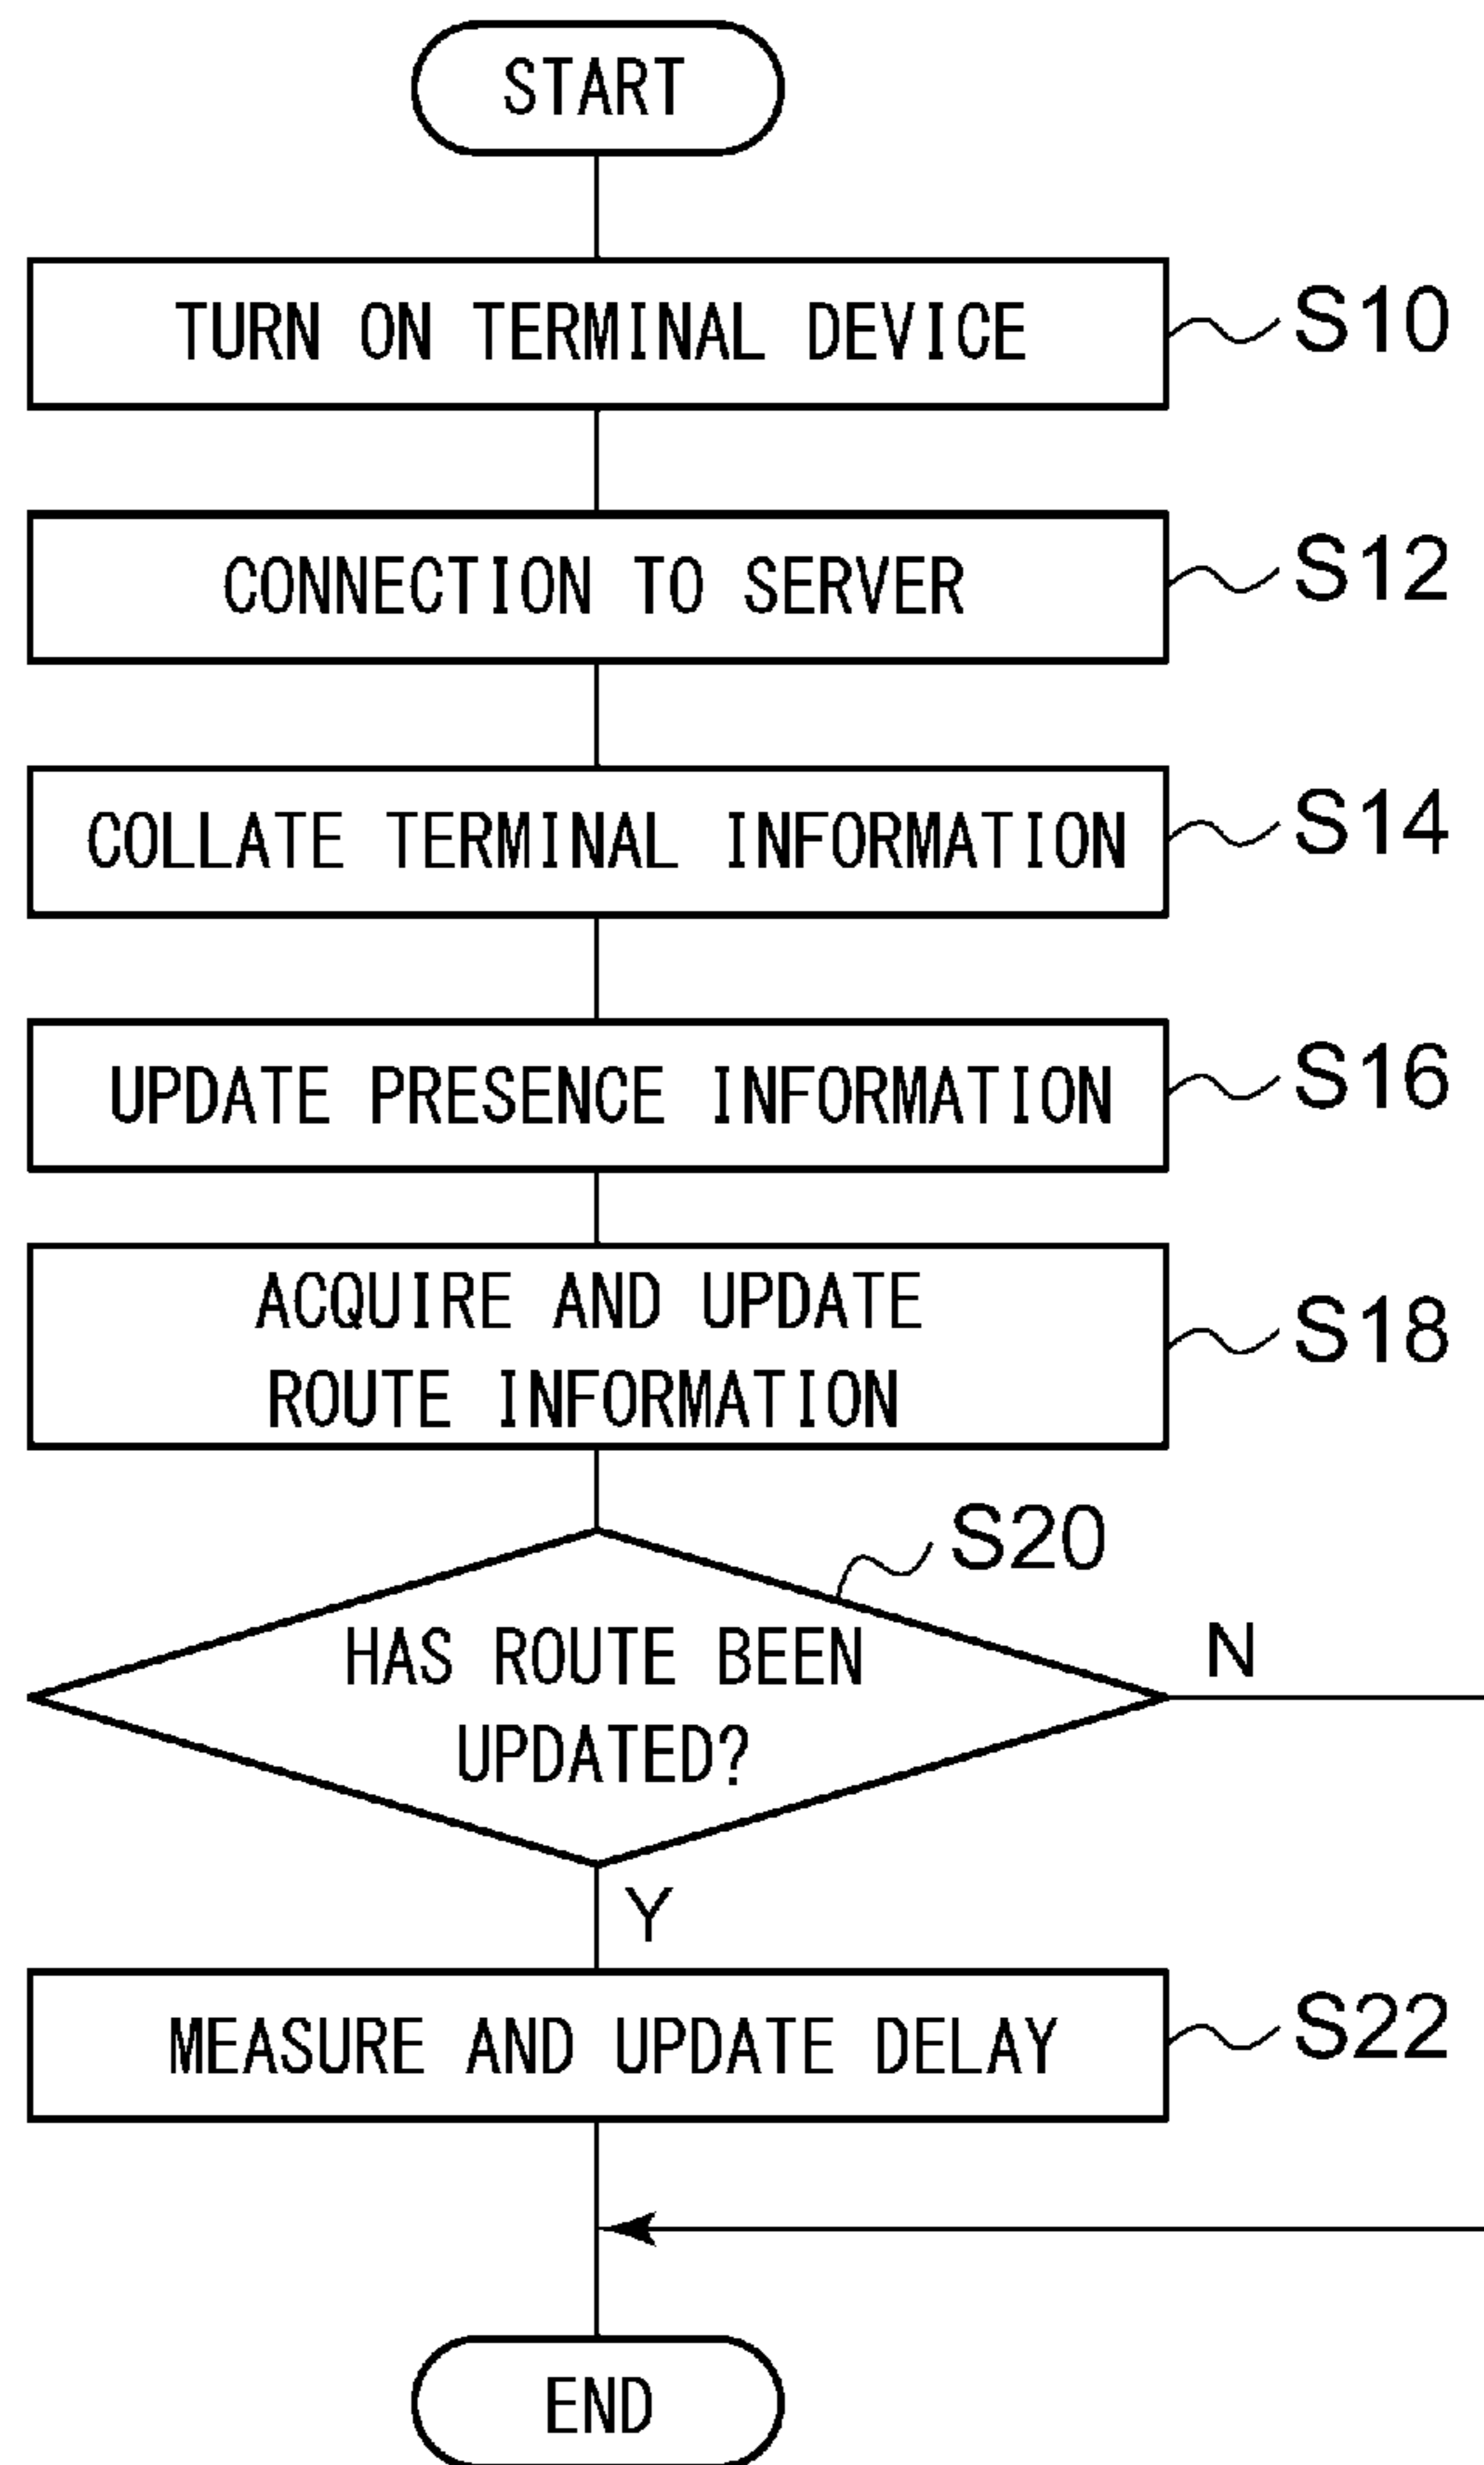 START
TURN ON TERMINAL DEVICE
S10
CONNECTION TO SERVER
S12
COLLATE TERMINAL INFORMATION
S14
UPDATE PRESENCE INFORMATION
S16
ACQUIRE AND UPDATE
ROUTE INFORMATION
S18
S20
HAS ROUTE BEEN
UPDATED?
N
Y
MEASURE AND UPDATE DELAY
S22
END